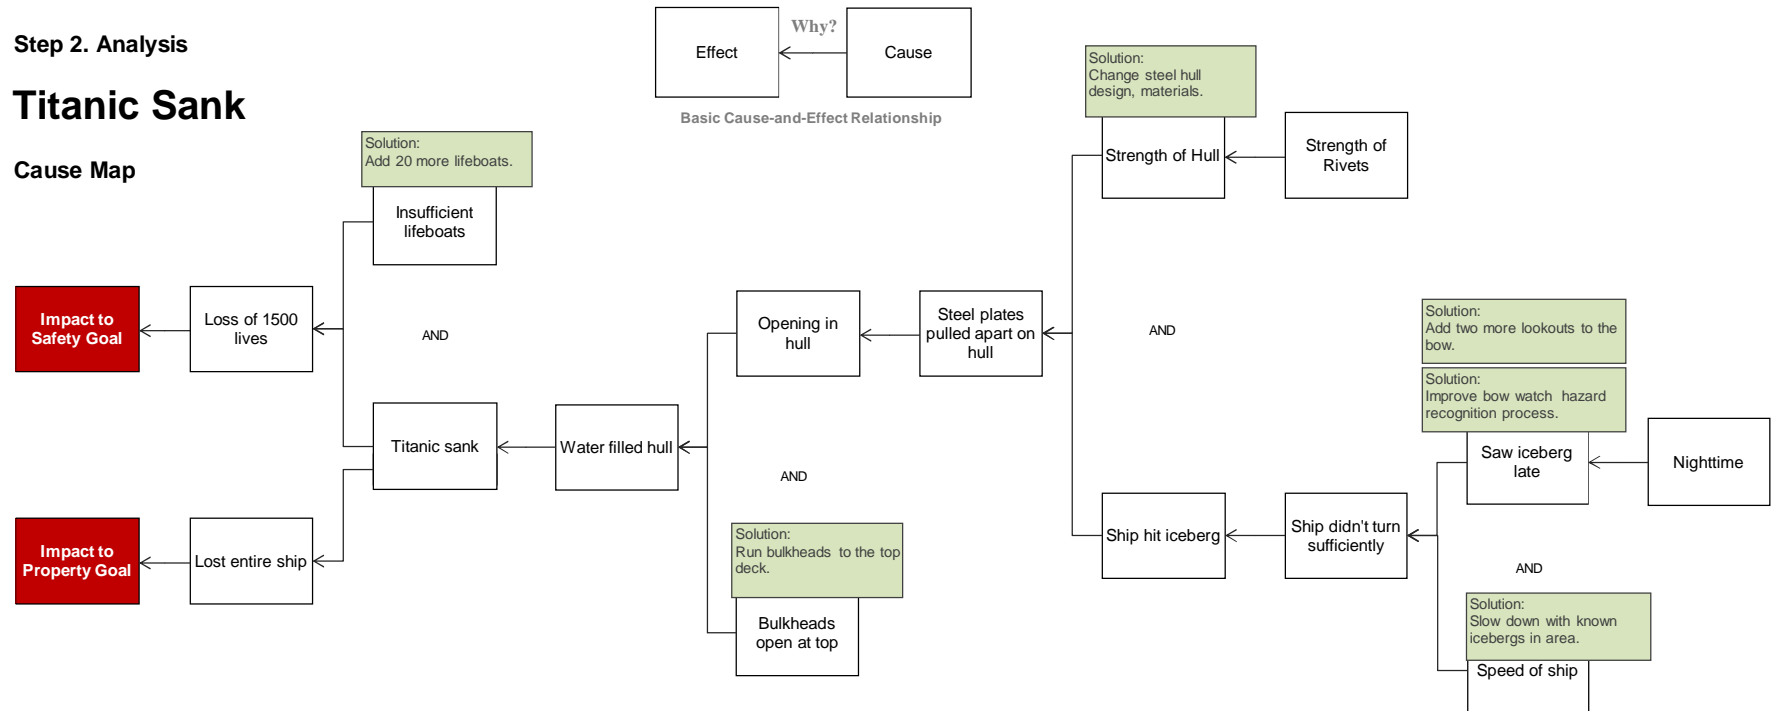 Step 2. Analysis
Titanic Sank
Cause Map
Effect
Why?
Cause
Basic Cause-and-Effect Relationship
Solution:
Add 20 more lifeboats.
Insufficient
lifeboats
Impact to
Safety Goal
Loss of 1500
lives
AND
Titanic sank
Water filled hull
Impact to
Property Goal
Lost entire ship
Opening in
hull
AND
Solution:
Run bulkheads to the top
deck.
Bulkheads
open at top
Steel plates
pulled apart on
hull
Solution:
Change steel hull
design, materials.
Strength of Hull
Strength of
Rivets
AND
Ship hit iceberg
Ship didn't turn
sufficiently
Solution:
Add two more lookouts to the
bow.
Solution:
Improve bow watch hazard
recognition process.
Saw iceberg
late
Nighttime
AND
Solution:
Slow down with known
icebergs in area.
Speed of ship